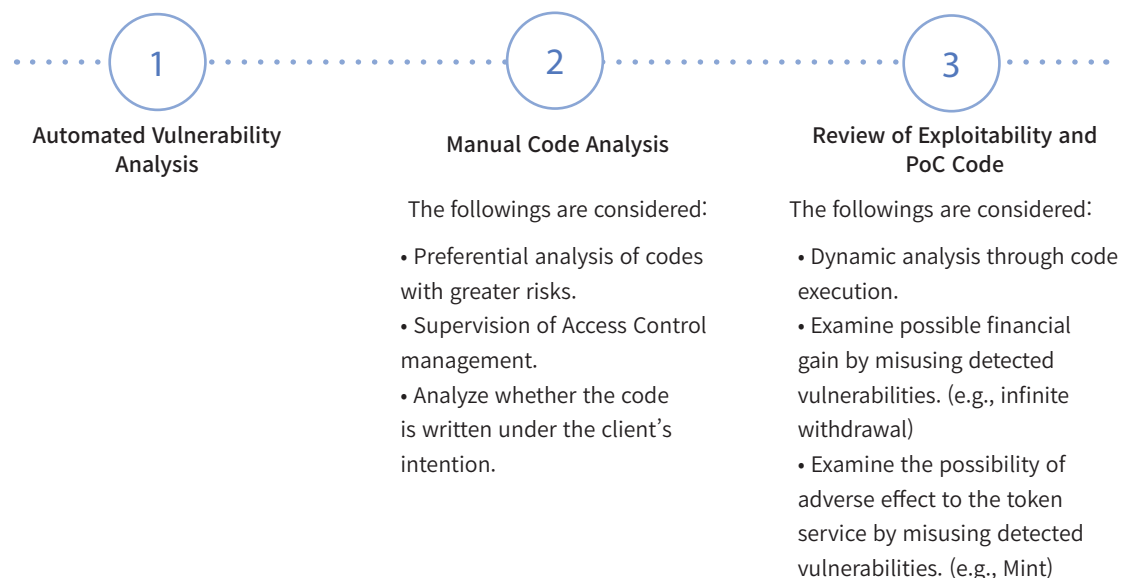 1
Automated Vulnerability
Analysis
2
Manual Code Analysis
The followings are considered:
• Preferential analysis of codes
with greater risks.
• Supervision of Access Control
management.
• Analyze whether the code
is written under the client’s
intention.
3
Review of Exploitability and
PoC Code
The followings are considered:
• Dynamic analysis through code
execution.
• Examine possible financial
gain by misusing detected
vulnerabilities. (e.g., infinite
withdrawal)
• Examine the possibility of
adverse effect to the token
service by misusing detected
vulnerabilities. (e.g., Mint)